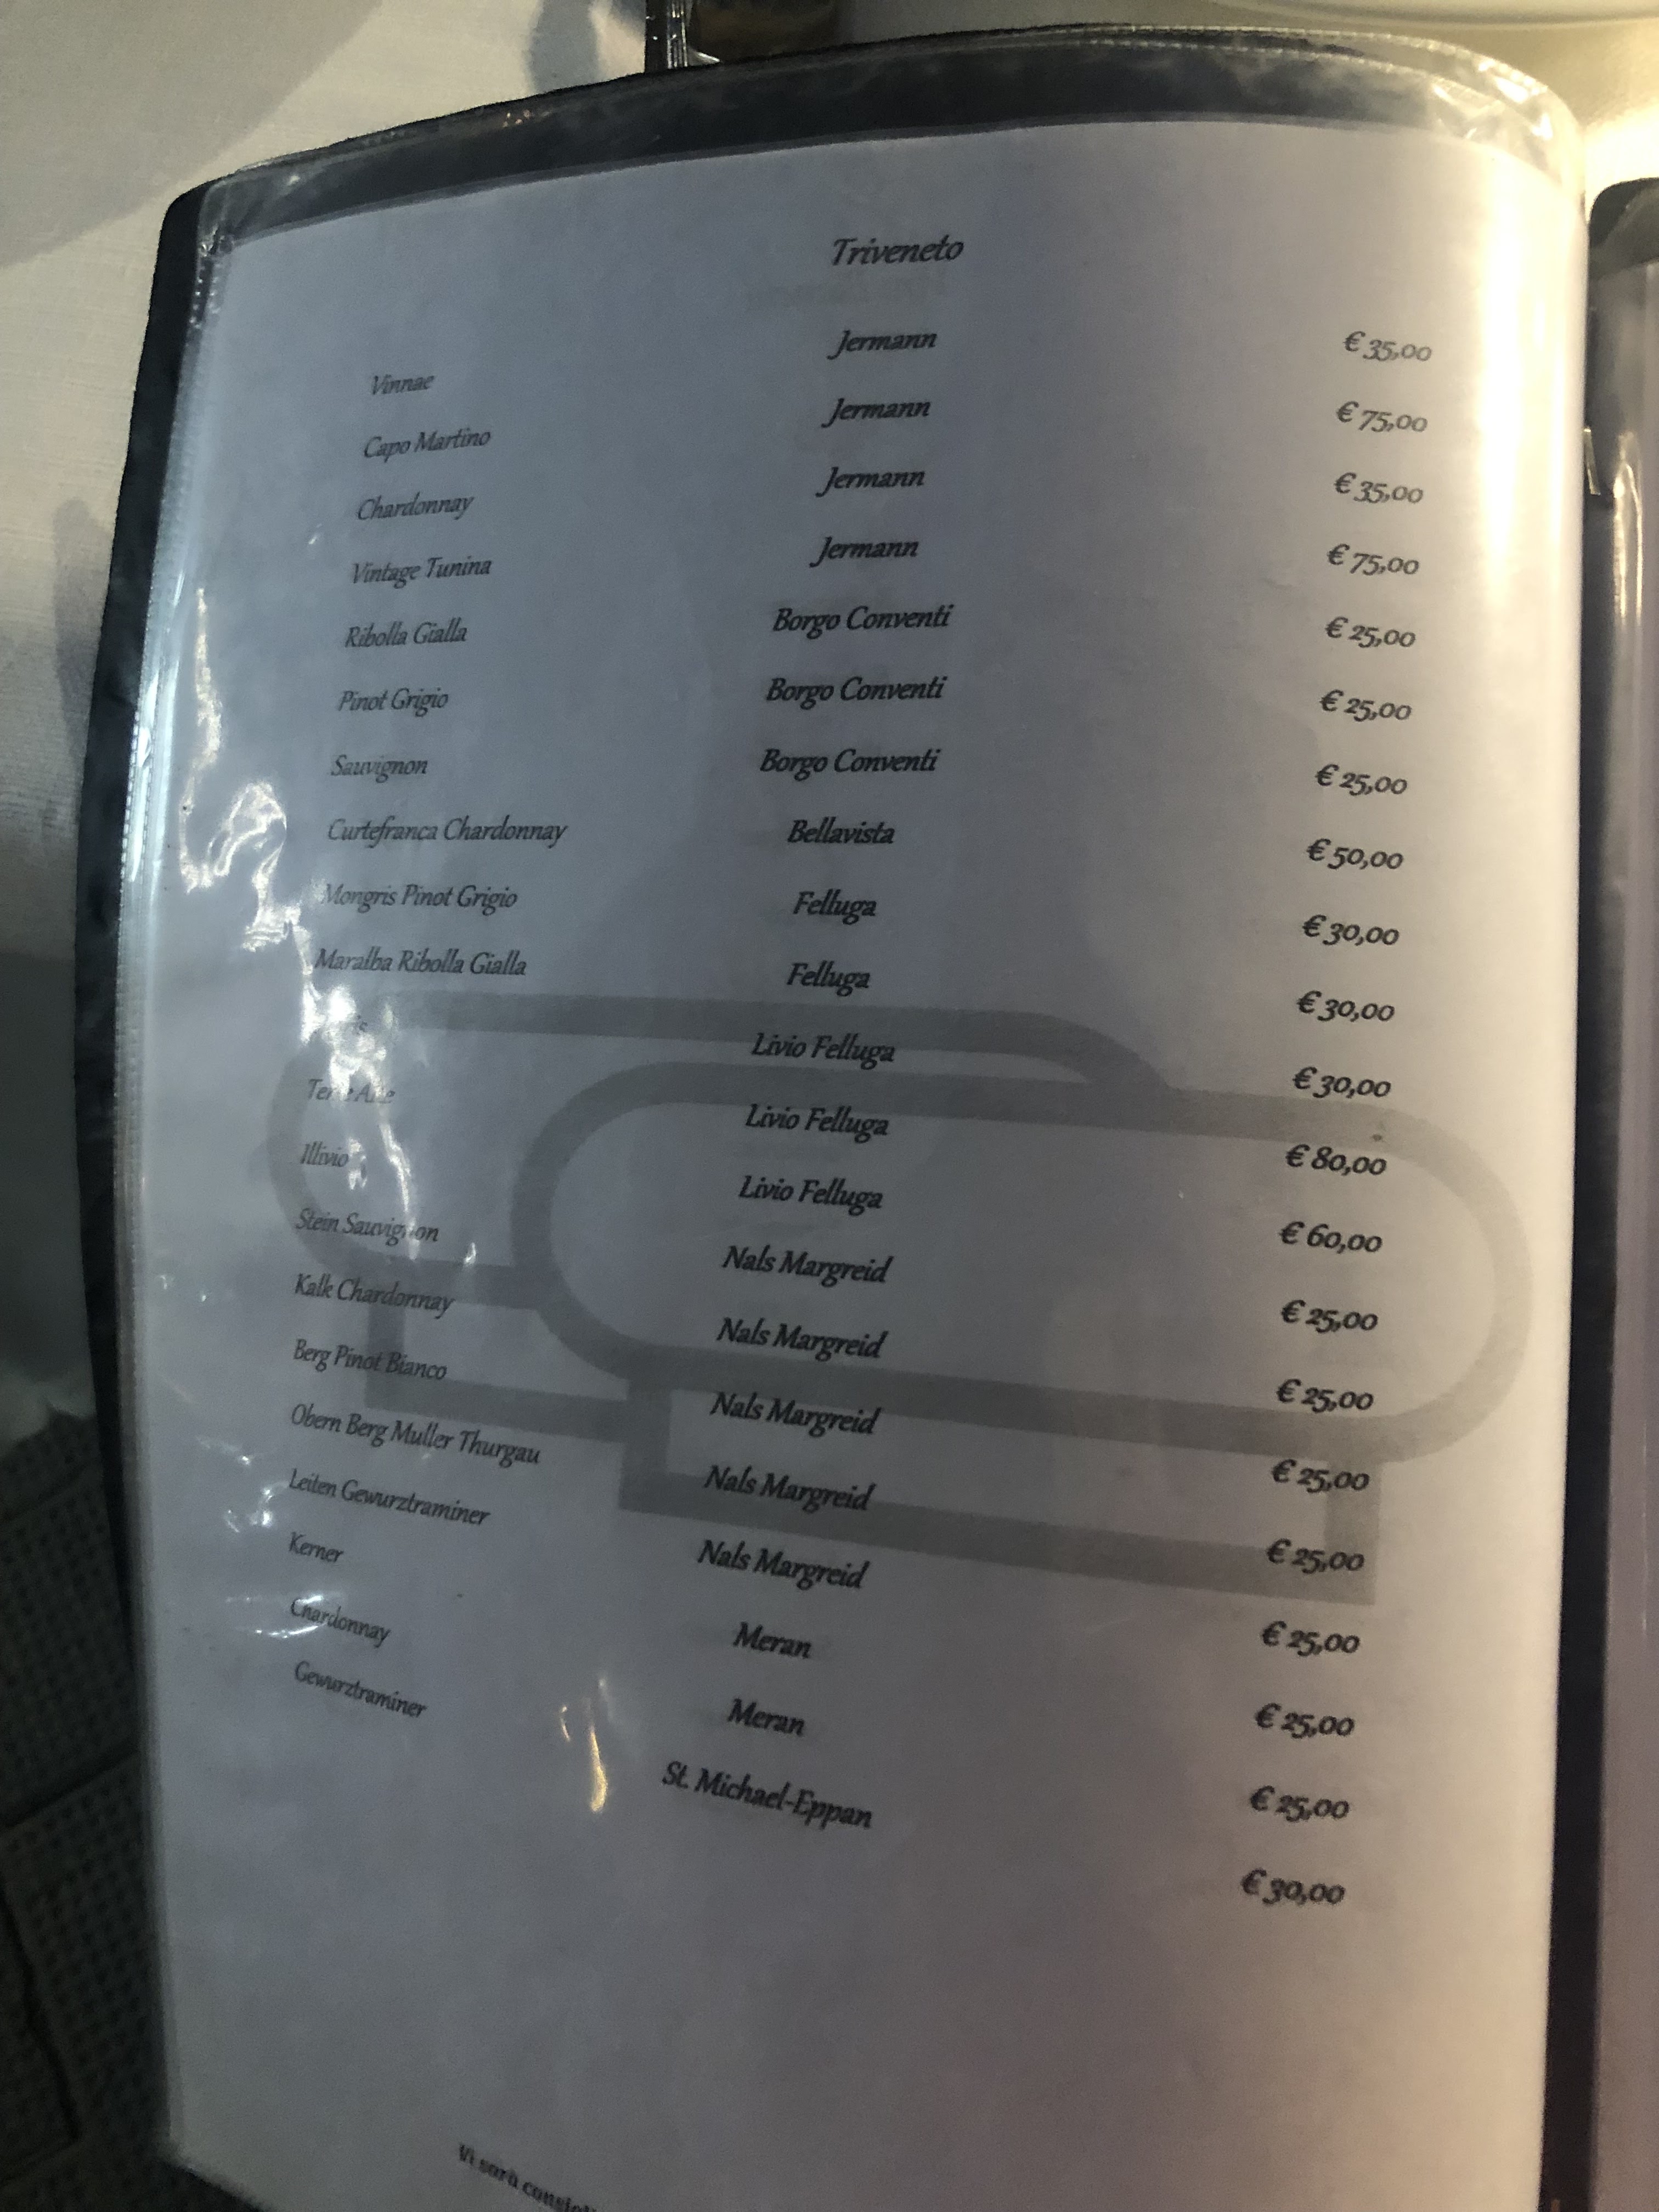 Triveneto
Vinnae Jermann € 35,00
Capo Martino Jermann € 75,00
Chardonnay Jermann € 35,00
Vintage Tunina Jermann € 75,00
Ribolla Gialla Borgo Conventi € 25,00
Pinot Grigio Borgo Conventi € 25,00
Sauvignon Borgo Conventi € 25,00
Curtefranca Chardonnay Bellavista € 50,00
Mongris Pinot Grigio Felluga € 30,00
Maralba Ribolla Gialla Felluga € 30,00
Livio Felluga € 30,00
Terre Alte Livio Felluga € 80,00
Illivio Livio Felluga € 60,00
Stein Sauvignon Nals Margreid € 25,00
Kalk Chardonnay Nals Margreid € 25,00
Berg Pinot Bianco Nals Margreid € 25,00
Obern Berg Muller Thurgau Nals Margreid € 25,00
Leiten Gewurztraminer Nals Margreid € 25,00
Kerner Meran € 25,00
Chardonnay Meran € 25,00
Gewurztraminer St. Michael-Eppan € 30,00
Vi sarà